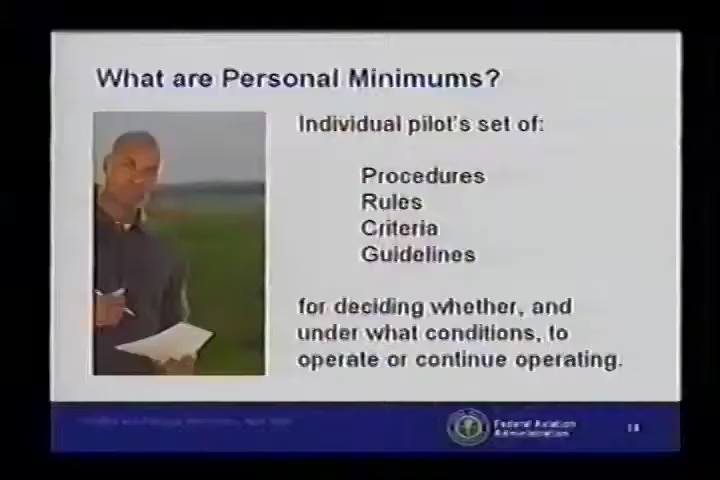 What are Personal Minimums?
Individual pilot's set of:
Procedures
Rules
Criteria
Guidelines
for deciding whether, and
under what conditions, to
operate or continue operating.
Federal Aviation
Administration